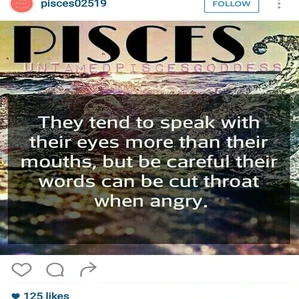 pisces02519
FOLLOW
PISCES
UNTAMEDPISCESGODDESS
They tend to speak with
their eyes more than their
mouths, but be careful their
words can be cut throat
when angry.
125 likes